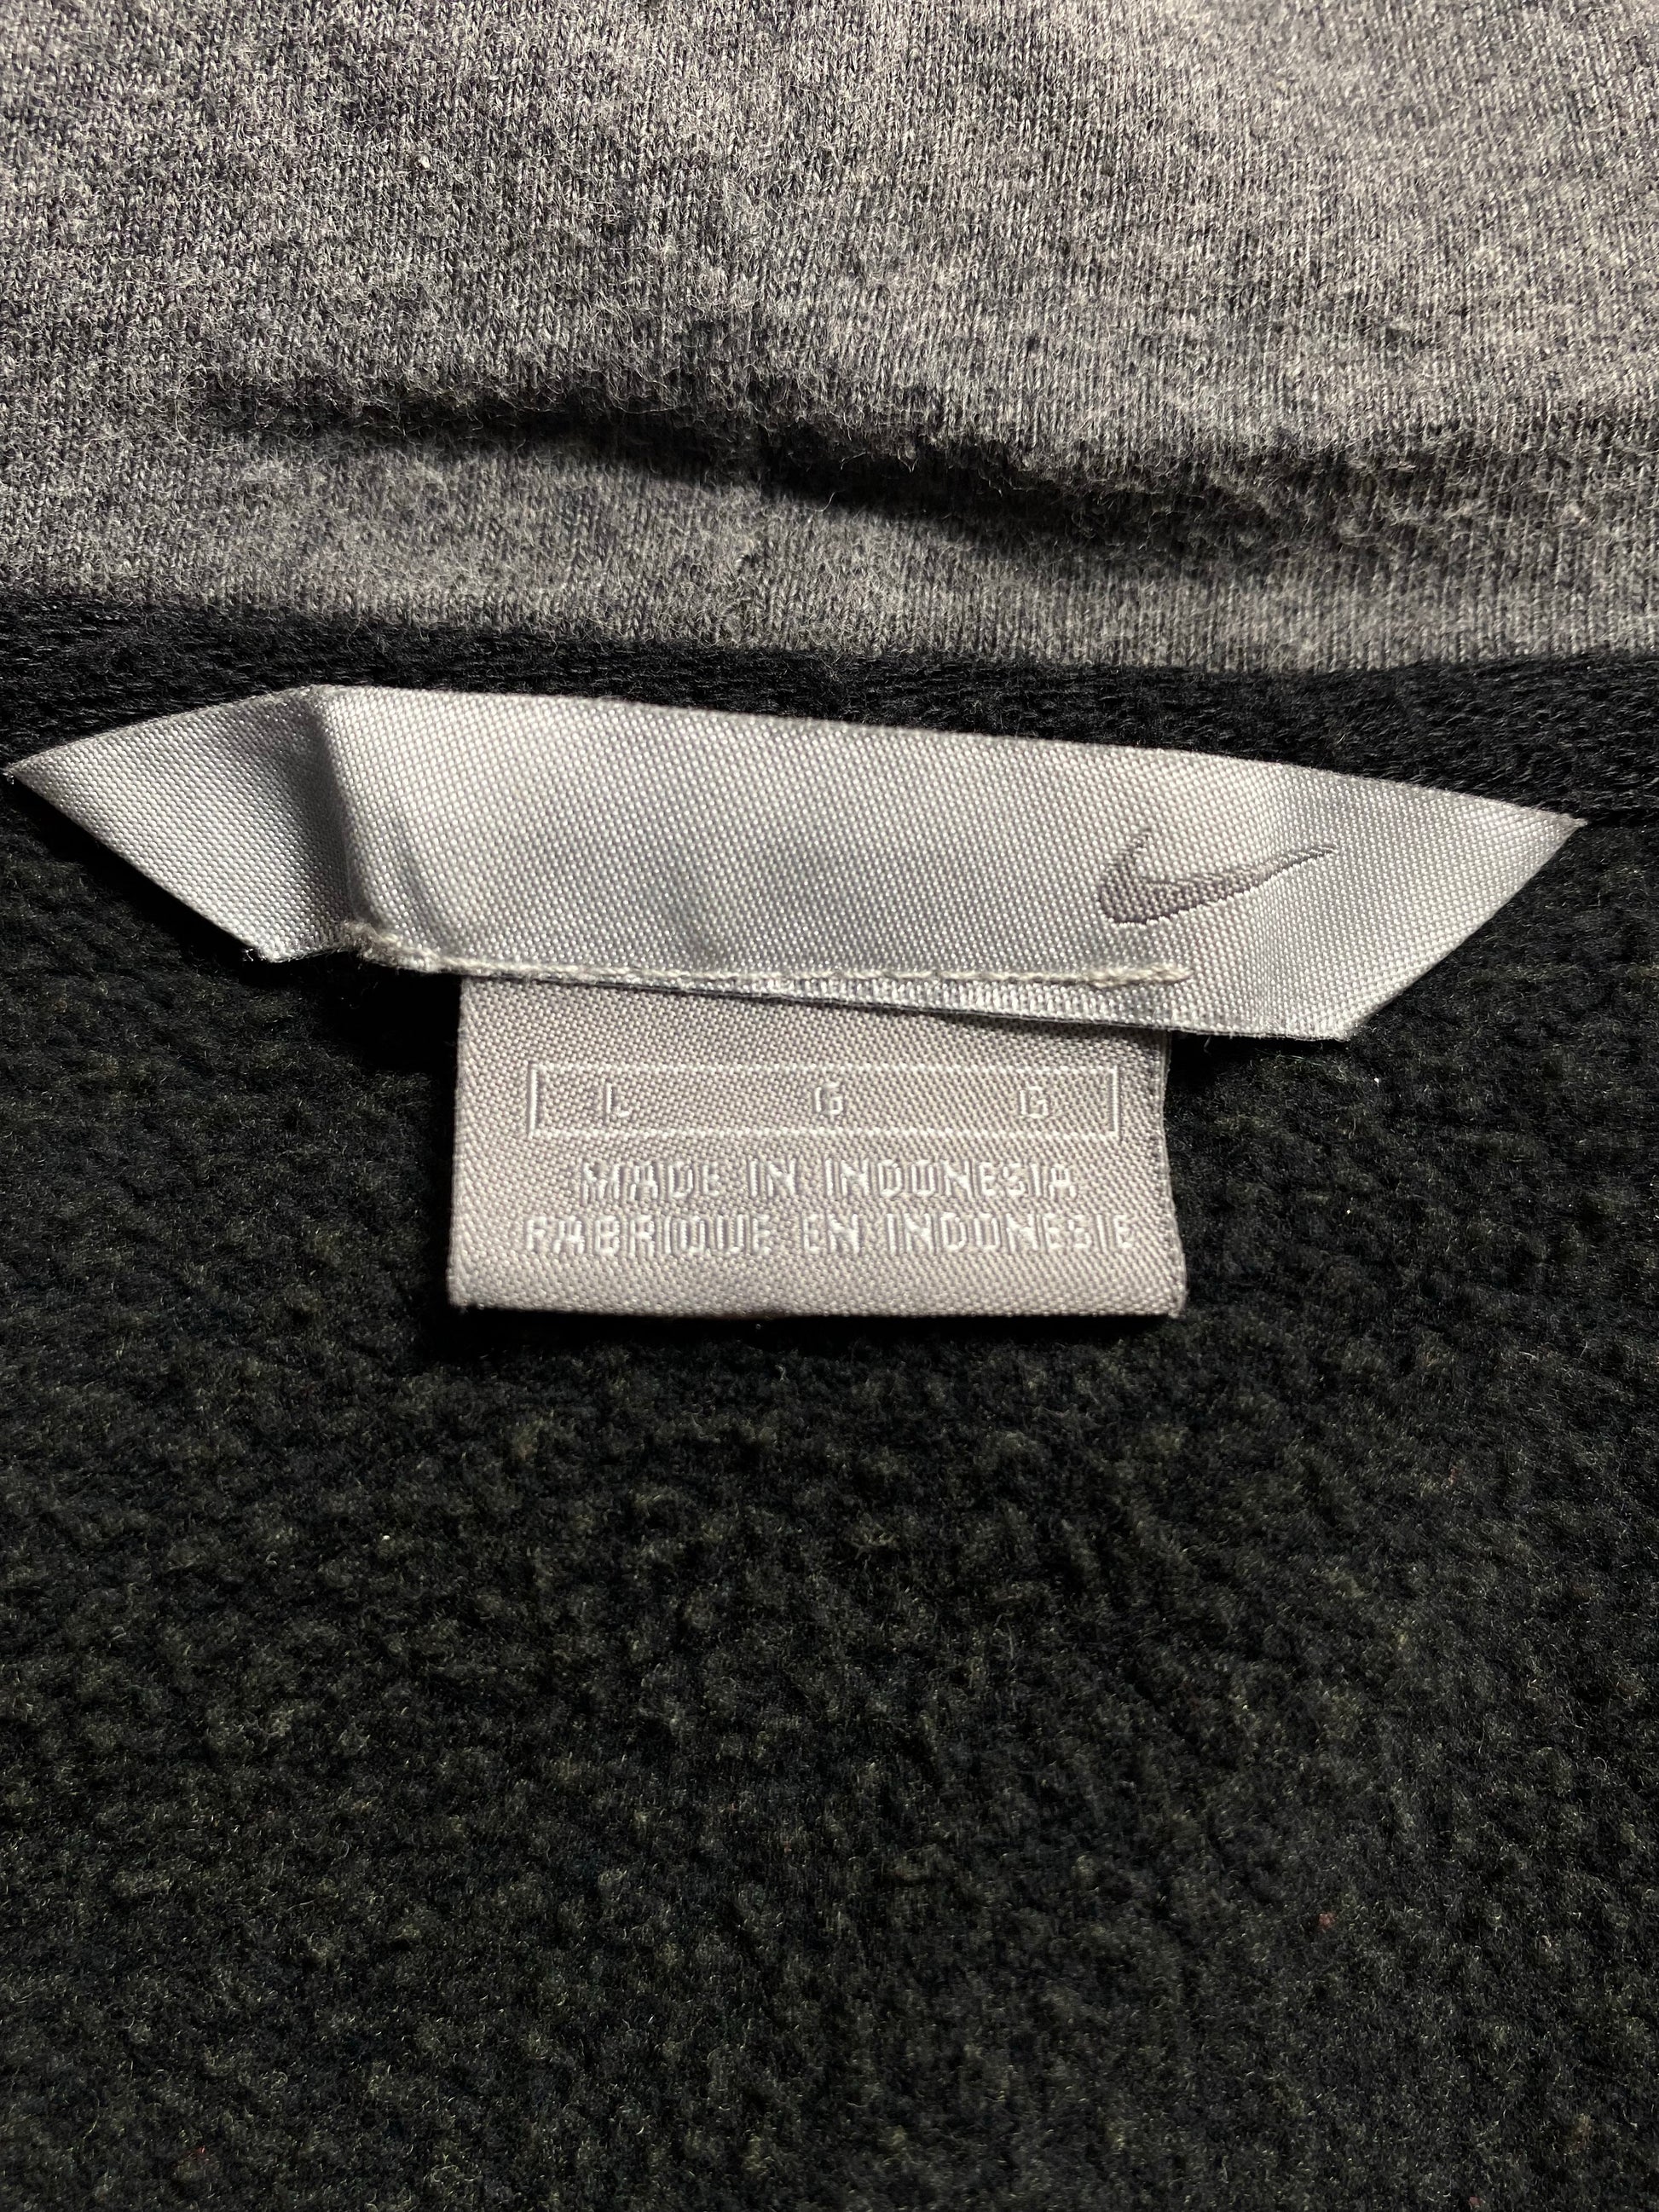 L G G
MADE IN INDONESIA
FABRIQUE EN INDONESIE